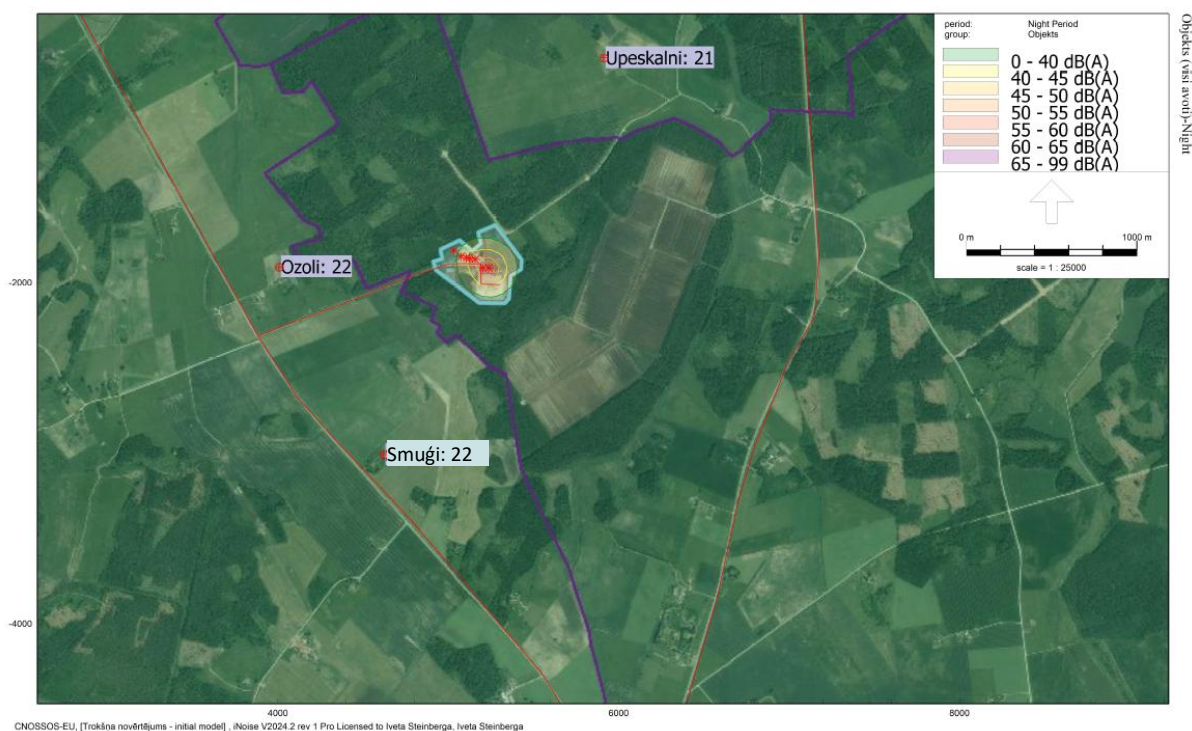 period: Night Period
group: Objekts
0 - 40 dB(A)
40 - 45 dB(A)
45 - 50 dB(A)
50 - 55 dB(A)
55 - 60 dB(A)
60 - 65 dB(A)
65 - 99 dB(A)
0 m 1000 m
scale = 1 : 25000
Objekts (visi avoti)-Night
Upeskalni: 21
Ozoli: 22
Smuģi: 22
-2000
-4000
4000 6000 8000
CNOSSOS-EU, [Trokšņa novērtējums - initial model] , iNoise V2024.2 rev 1 Pro Licensed to Iveta Steinberga, Iveta Steinberga